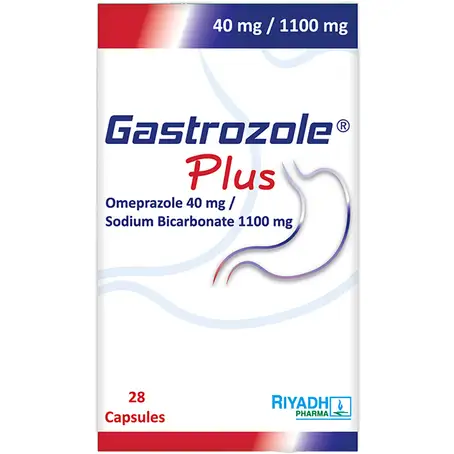 40 mg / 1100 mg
Gastrozole®
Plus
Omeprazole 40 mg /
Sodium Bicarbonate 1100 mg
28
Capsules
RIYADH
PHARMA